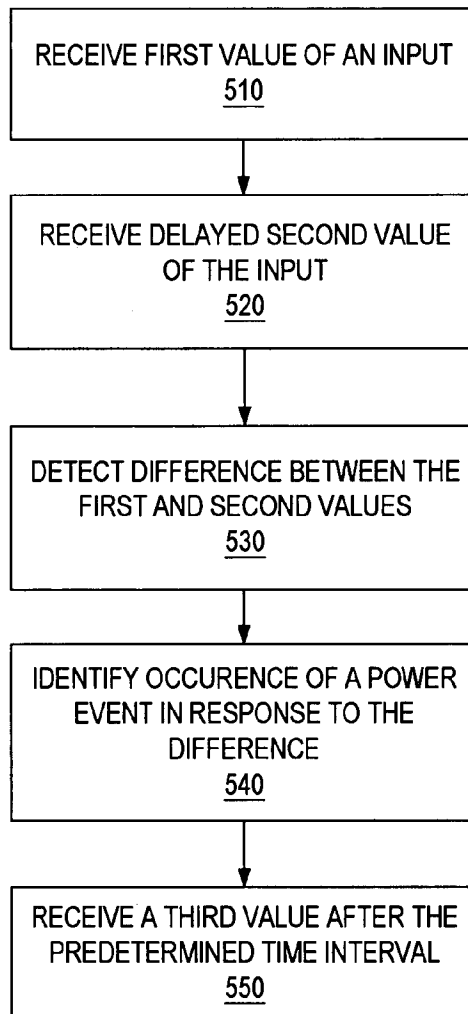 RECEIVE FIRST VALUE OF AN INPUT
510
RECEIVE DELAYED SECOND VALUE
OF THE INPUT
520
DETECT DIFFERENCE BETWEEN THE
FIRST AND SECOND VALUES
530
IDENTIFY OCCURENCE OF A POWER
EVENT IN RESPONSE TO THE
DIFFERENCE
540
RECEIVE A THIRD VALUE AFTER THE
PREDETERMINED TIME INTERVAL
550